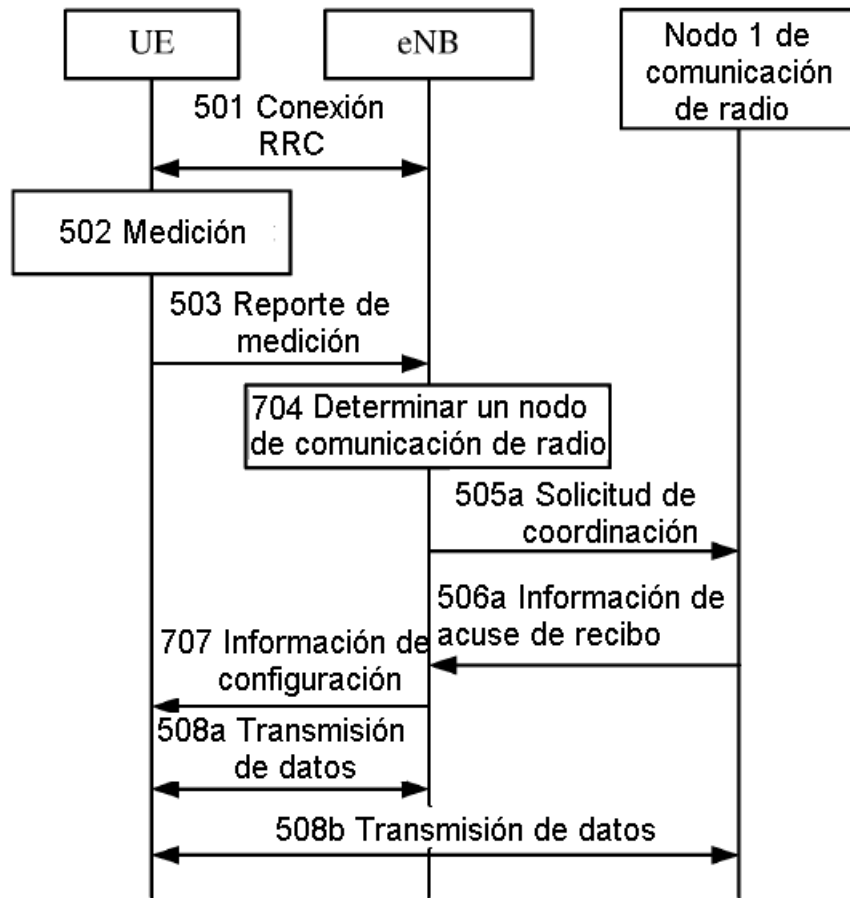 UE
eNB
Nodo 1 de
comunicación
de radio
501 Conexión
RRC
502 Medición
503 Reporte de
medición
704 Determinar un nodo
de comunicación de radio
505a Solicitud de
coordinación
506a Información de
acuse de recibo
707 Información de
configuración
508a Transmisión
de datos
508b Transmisión de datos